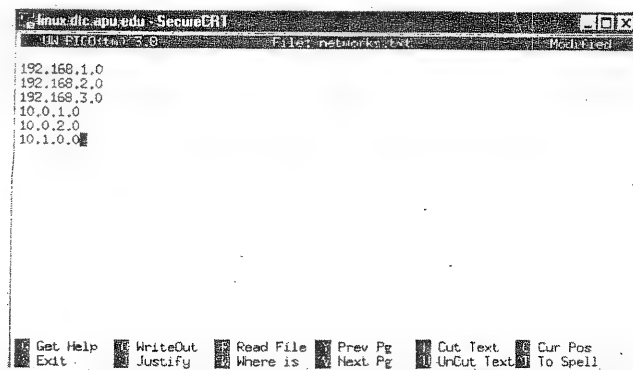 linux.dlc.apu.edu - SecureCRT
UW PICO(tm) 3.0 File: networks.txt Modified
192.168.1.0
192.168.2.0
192.168.3.0
10.0.1.0
10.0.2.0
10.1.0.0
Get Help WriteOut Read File Prev Pg Cut Text Cur Pos
Exit Justify Where is Next Pg UnCut Text To Spell